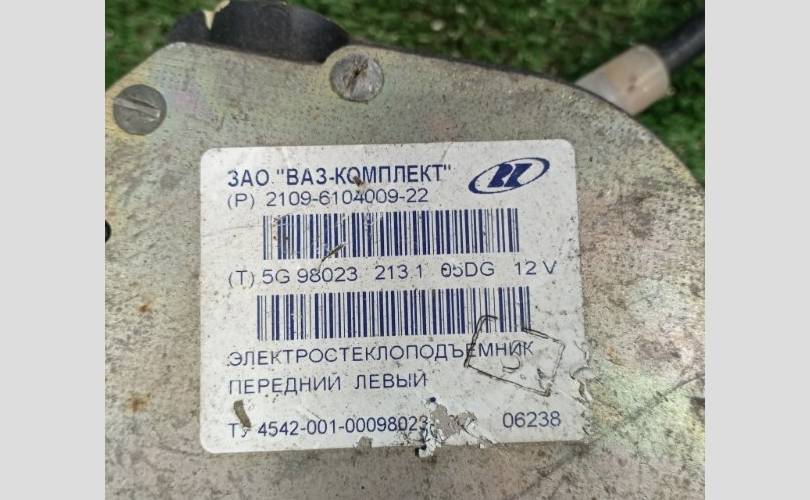 ЗАО "ВАЗ-КОМПЛЕКТ"
(Р) 2109-6104009-22
(Т) 5G 98023 213.1 05DG 12 V
ЭЛЕКТРОСТЕКЛОПОДЪЕМНИК
ПЕРЕДНИЙ ЛЕВЫЙ
ТУ 4542-001-00098023- 06238